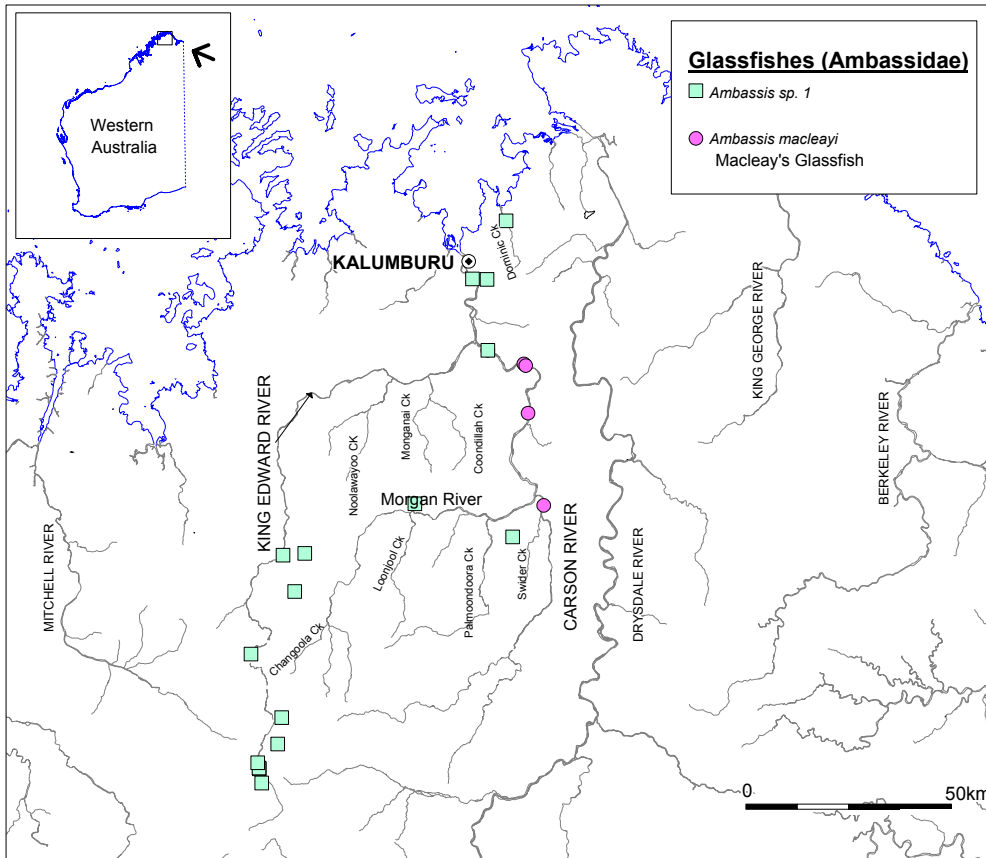 Western
Australia
Glassfishes (Ambassidae)
Ambassis sp. 1
Ambassis macleayi
Macleay's Glassfish
Dominic Ck
KALUMBURU
KING GEORGE RIVER
BERKELEY RIVER
KING EDWARD RIVER
Noolawayoo CK
Monganai Ck
Coondillah Ck
Morgan River
MITCHELL RIVER
Loonjool Ck
Palmoondoora Ck
Swider Ck
CARSON RIVER
DRYSDALE RIVER
Changoola Ck
0 50km